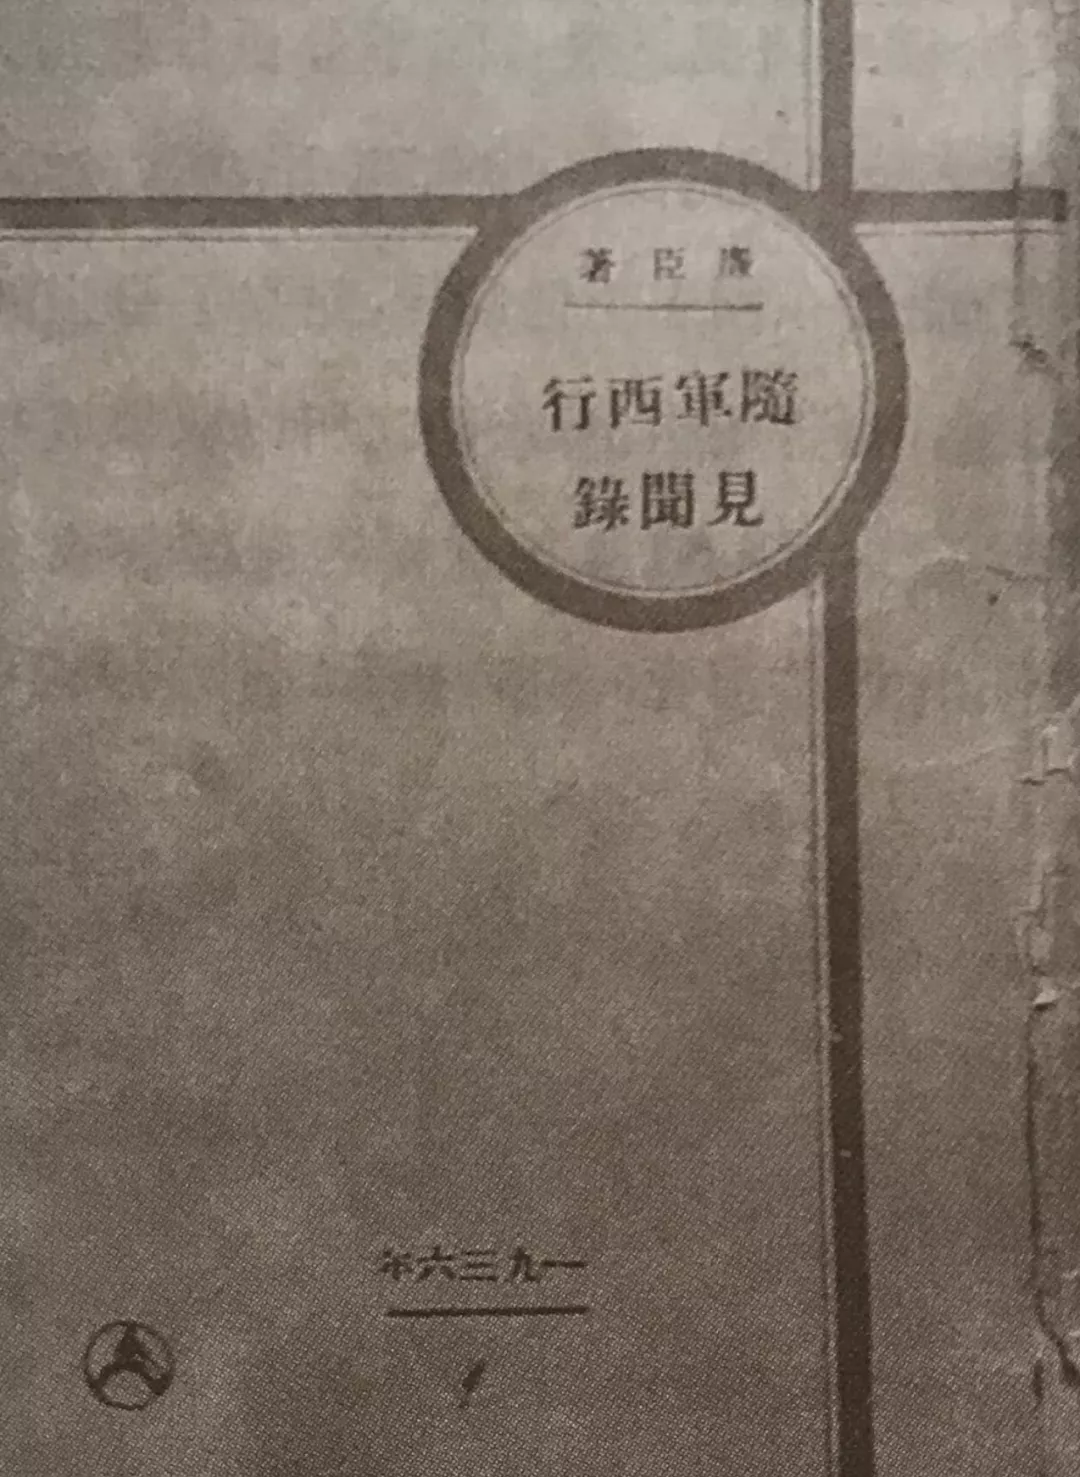 廉臣著
隨軍西行
見聞錄
一九三六年